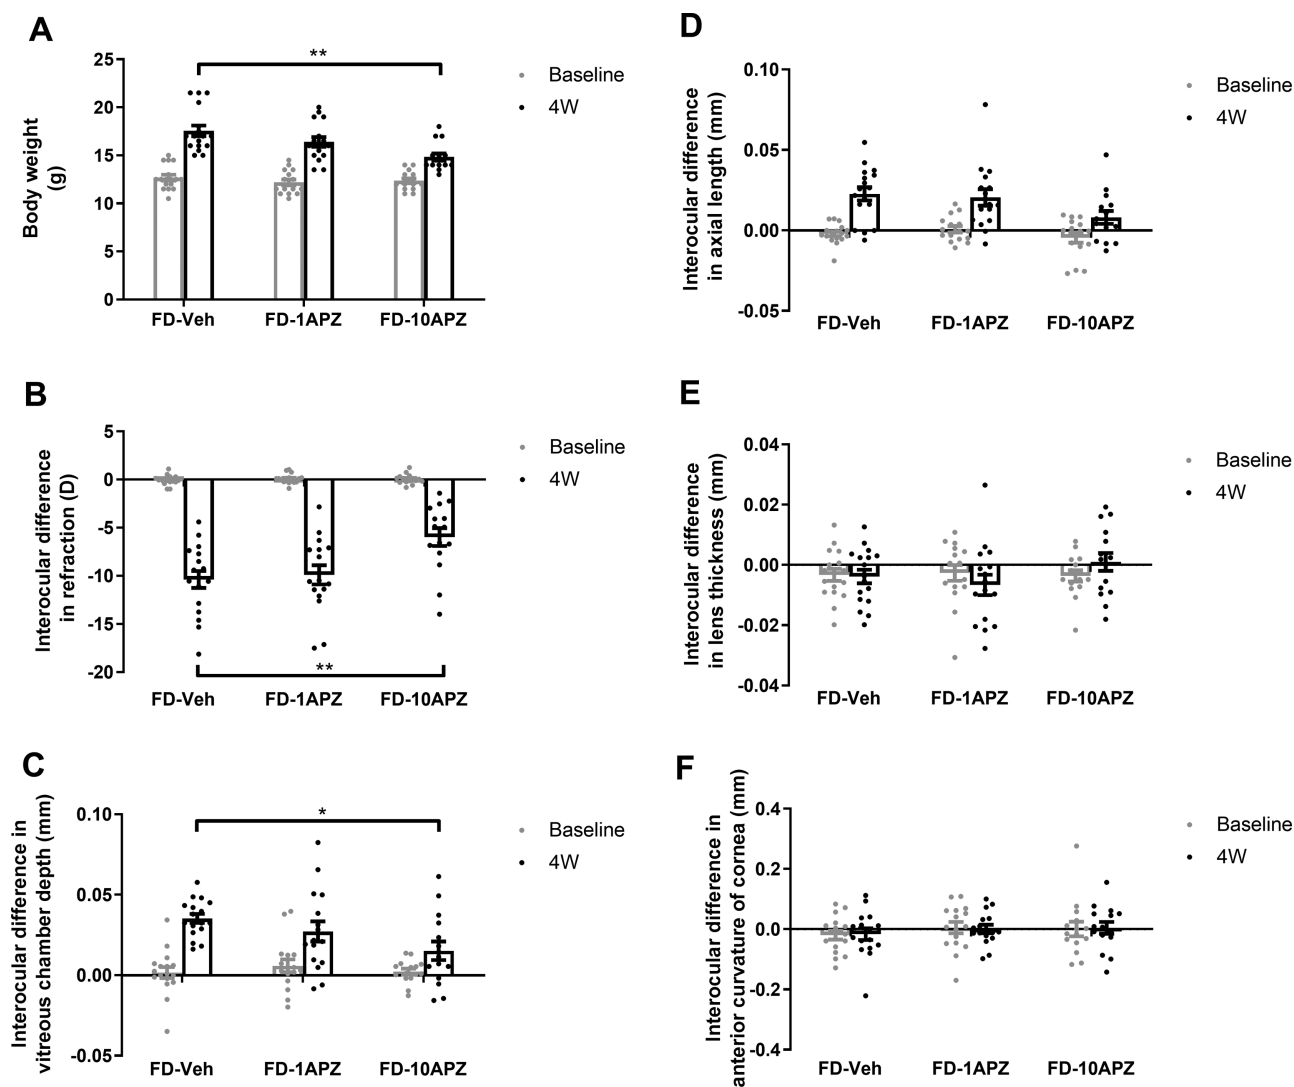 A
Body weight
(g)
25
20
15
10
5
0
**
FD-Veh
FD-1APZ
FD-10APZ
Baseline
4W
D
Interocular difference
in axial length (mm)
0.10
0.05
0.00
-0.05
FD-Veh
FD-1APZ
FD-10APZ
Baseline
4W
B
Interocular difference
in refraction (D)
5
0
-5
-10
-15
-20
**
FD-Veh
FD-1APZ
FD-10APZ
Baseline
4W
E
Interocular difference
in lens thickness (mm)
0.04
0.02
0.00
-0.02
-0.04
FD-Veh
FD-1APZ
FD-10APZ
Baseline
4W
C
Interocular difference in
vitreous chamber depth (mm)
0.10
0.05
0.00
-0.05
*
FD-Veh
FD-1APZ
FD-10APZ
Baseline
4W
F
Interocular difference in
anterior curvature of cornea (mm)
0.4
0.2
0.0
-0.2
-0.4
FD-Veh
FD-1APZ
FD-10APZ
Baseline
4W